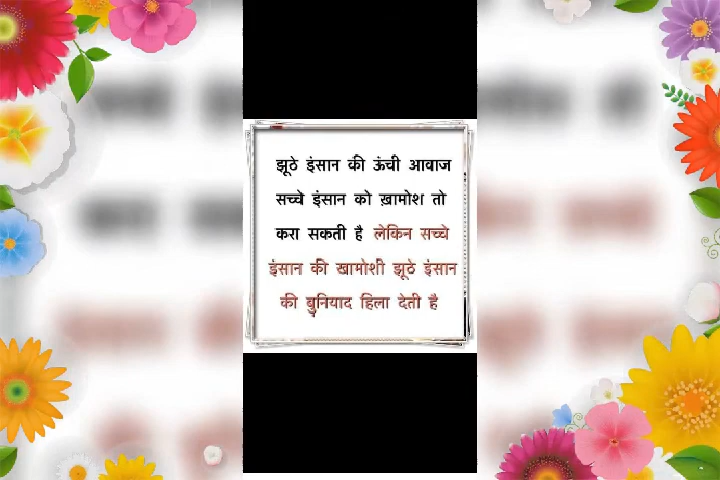 झूठे इंसान की ऊंची आवाज
सच्चे इंसान को ख़ामोश तो
करा सकती है लेकिन सच्चे
इंसान की खामोशी झूठे इंसान
की बुनियाद हिला देती है